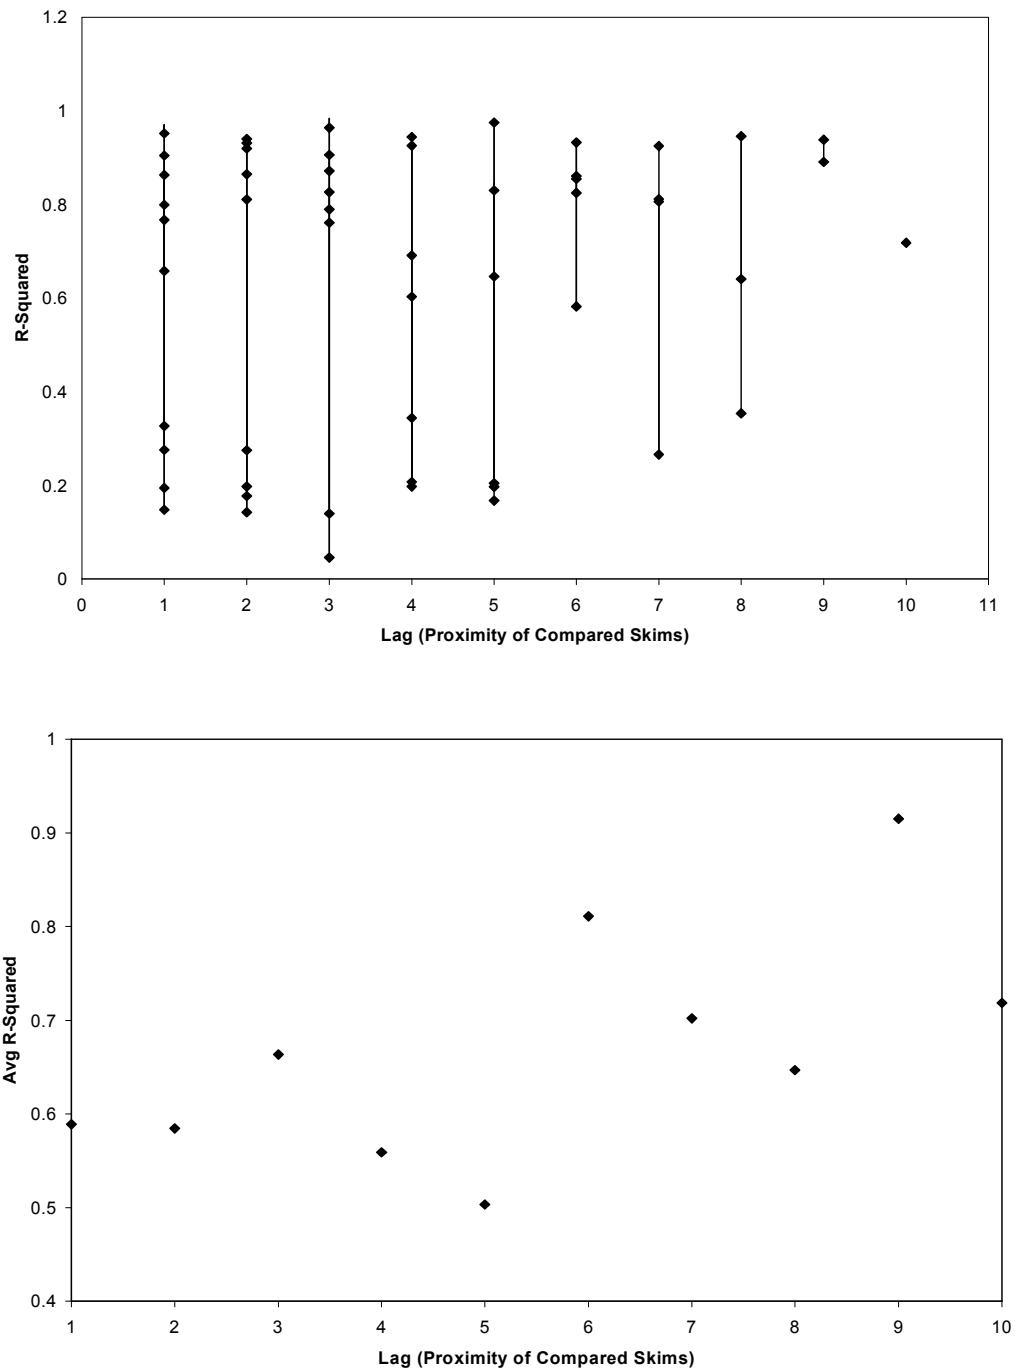 1.2
1
0.8
0.6
0.4
0.2
0
R-Squared
0 1 2 3 4 5 6 7 8 9 10 11
Lag (Proximity of Compared Skims)
1
0.9
0.8
0.7
0.6
0.5
0.4
Avg R-Squared
1 2 3 4 5 6 7 8 9 10
Lag (Proximity of Compared Skims)